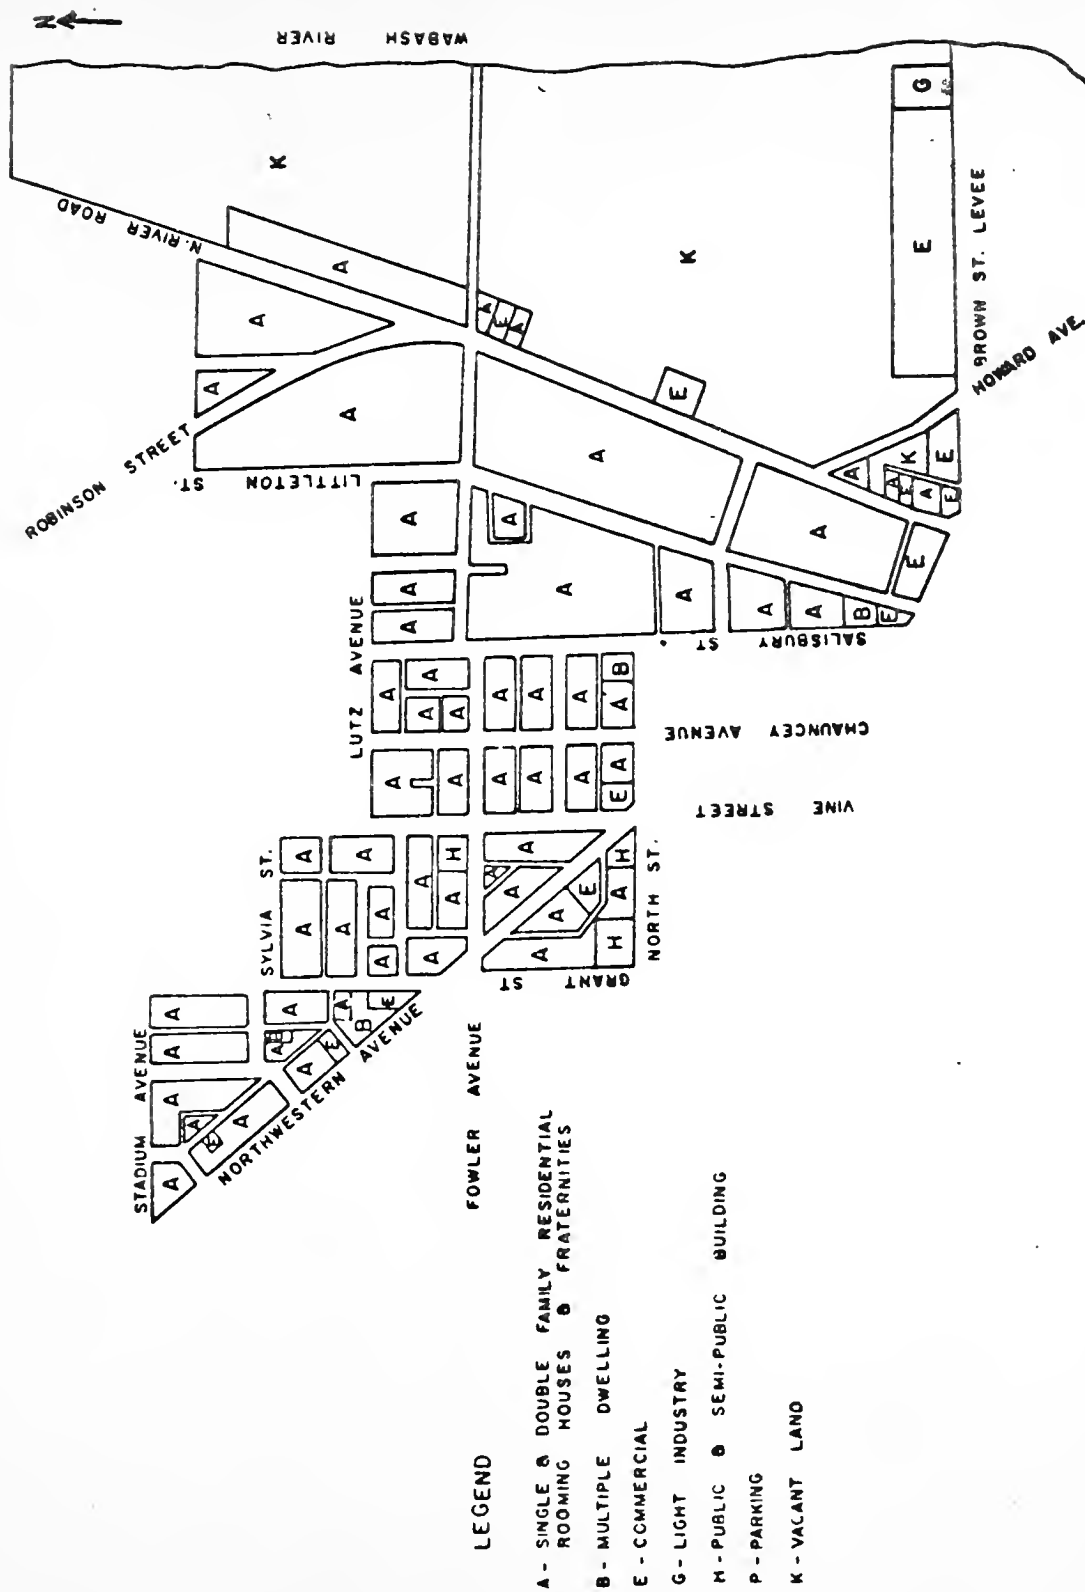 N
WABASH RIVER
N. RIVER ROAD
ROBINSON STREET
LITTLETON ST.
LUTZ AVENUE
SYLVIA ST.
STADIUM AVENUE
NORTHWESTERN AVENUE
FOWLER AVENUE
GRANT ST
NORTH ST.
VINE STREET
CHAUNCEY AVENUE
SALISBURY ST.
BROWN ST. LEVEE
HOWARD AVE.
K
A
A
A
A
A
E
A
K
E
G
E
A
A
K
E
A
E
A
E
A
E
A
A
A
A
A
A
A
B
E
A
A
A
A
A
A
A
A
A
A
B
A
A
A
A
A
A
E
A
A
A
A
A
A
A
A
H
A
A
A
A
A
A
E
A
A
H
A
H
A
A
A
A
B
E
A
B
A
E
A
A
A
E
A
LEGEND
A - SINGLE & DOUBLE FAMILY RESIDENTIAL
ROOMING HOUSES & FRATERNITIES
B - MULTIPLE DWELLING
E - COMMERCIAL
G - LIGHT INDUSTRY
H - PUBLIC & SEMI-PUBLIC BUILDING
P - PARKING
K - VACANT LAND